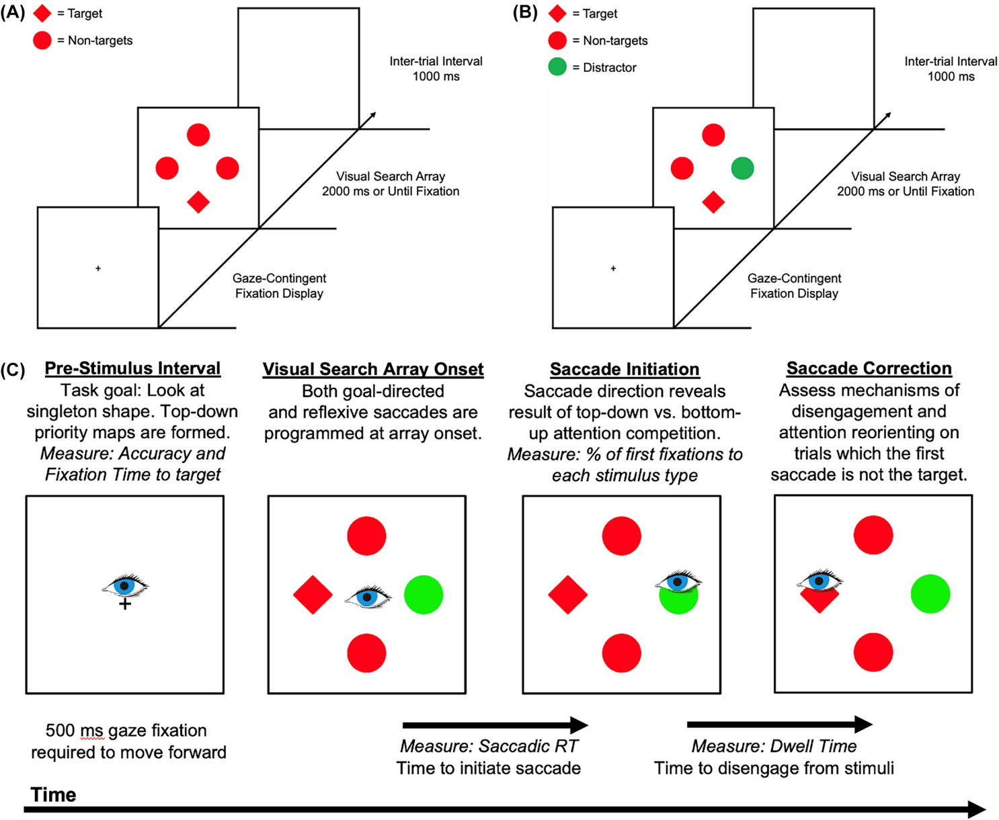 (A)
= Target
= Non-targets
Inter-trial Interval
1000 ms
Visual Search Array
2000 ms or Until Fixation
+
Gaze-Contingent
Fixation Display
(B)
= Target
= Non-targets
= Distractor
Inter-trial Interval
1000 ms
Visual Search Array
2000 ms or Until Fixation
+
Gaze-Contingent
Fixation Display
(C)
Pre-Stimulus Interval
Task goal: Look at
singleton shape. Top-down
priority maps are formed.
Measure: Accuracy and
Fixation Time to target
+
500 ms gaze fixation
required to move forward
Visual Search Array Onset
Both goal-directed
and reflexive saccades are
programmed at array onset.
Measure: Saccadic RT
Time to initiate saccade
Saccade Initiation
Saccade direction reveals
result of top-down vs. bottom-
up attention competition.
Measure: % of first fixations to
each stimulus type
Measure: Dwell Time
Time to disengage from stimuli
Saccade Correction
Assess mechanisms of
disengagement and
attention reorienting on
trials which the first
saccade is not the target.
Time